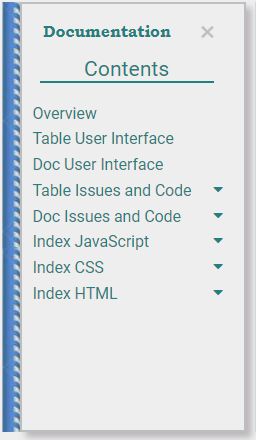 Documentation
Contents
Overview
Table User Interface
Doc User Interface
Table Issues and Code
Doc Issues and Code
Index JavaScript
Index CSS
Index HTML